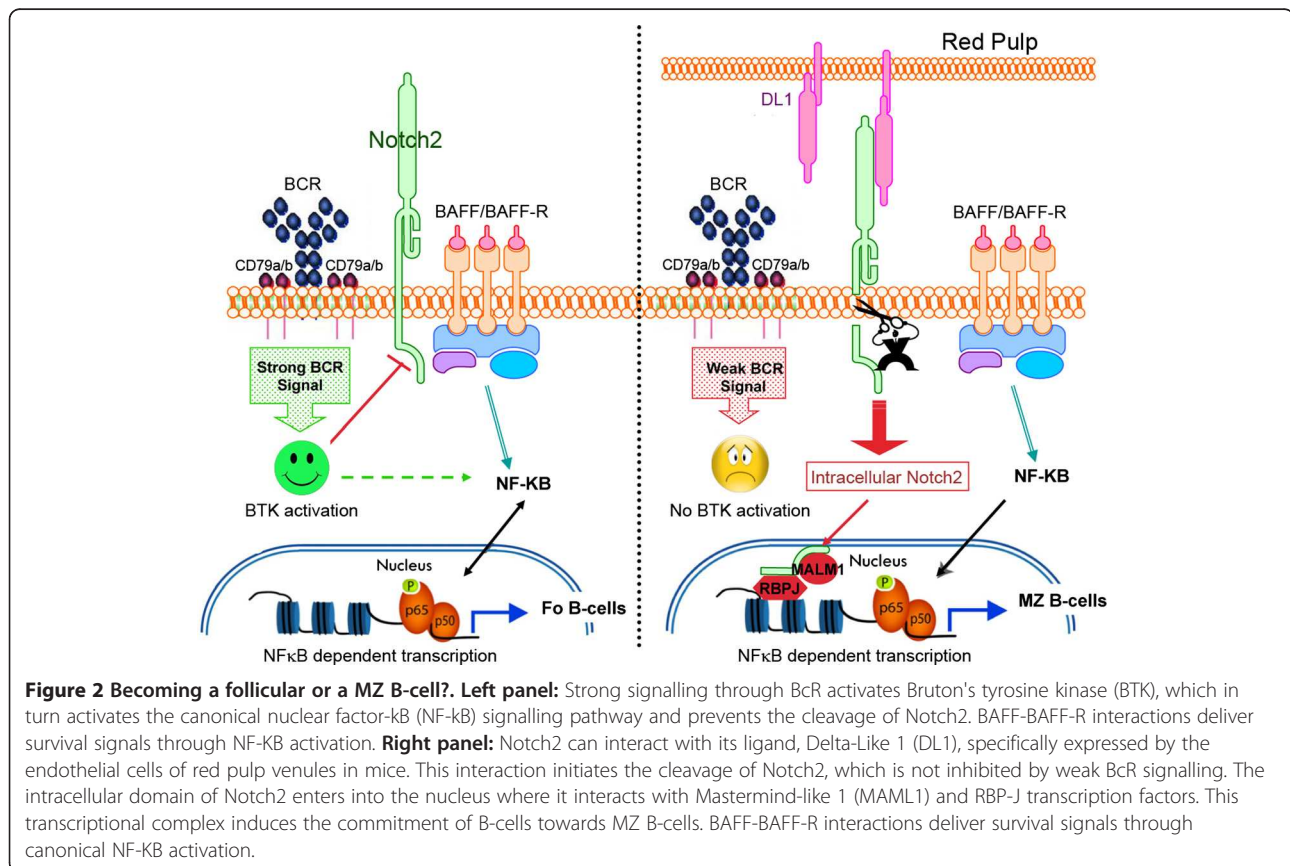 Notch2
BCR
BAFF/BAFF-R
CD79a/b CD79a/b
Strong BCR
Signal
BTK activation
NF-KB
Nucleus
P
p65
p50
Fo B-cells
NFκB dependent transcription
Red Pulp
DL1
BCR
BAFF/BAFF-R
CD79a/b CD79a/b
Weak BCR
Signal
No BTK activation
Intracellular Notch2
NF-KB
MALM1
RBPJ
Nucleus
P
p65
p50
MZ B-cells
NFκB dependent transcription
Figure 2 Becoming a follicular or a MZ B-cell?. Left panel: Strong signalling through BcR activates Bruton's tyrosine kinase (BTK), which in
turn activates the canonical nuclear factor-kB (NF-kB) signalling pathway and prevents the cleavage of Notch2. BAFF-BAFF-R interactions deliver
survival signals through NF-KB activation. Right panel: Notch2 can interact with its ligand, Delta-Like 1 (DL1), specifically expressed by the
endothelial cells of red pulp venules in mice. This interaction initiates the cleavage of Notch2, which is not inhibited by weak BcR signalling. The
intracellular domain of Notch2 enters into the nucleus where it interacts with Mastermind-like 1 (MAML1) and RBP-J transcription factors. This
transcriptional complex induces the commitment of B-cells towards MZ B-cells. BAFF-BAFF-R interactions deliver survival signals through
canonical NF-KB activation.